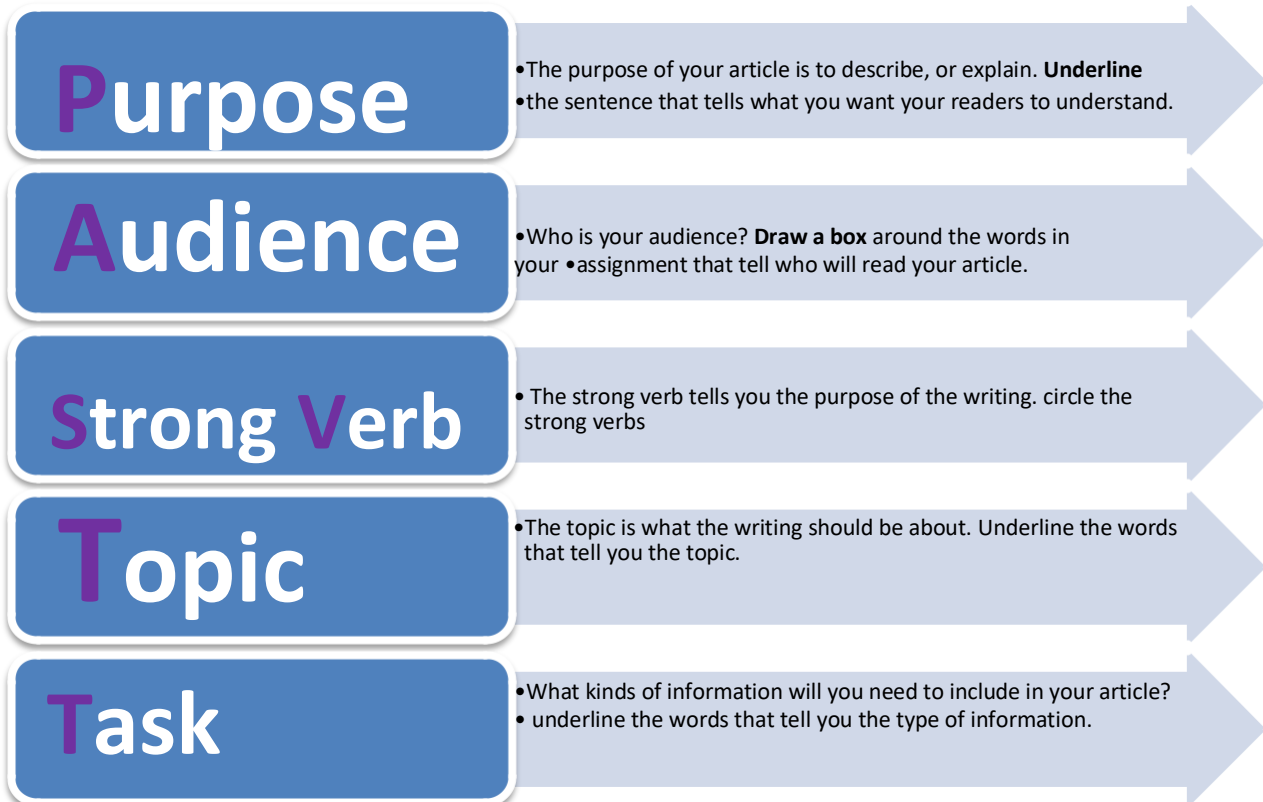 Purpose
•The purpose of your article is to describe, or explain. Underline
•the sentence that tells what you want your readers to understand.
Audience
•Who is your audience? Draw a box around the words in
your •assignment that tell who will read your article.
Strong Verb
• The strong verb tells you the purpose of the writing. circle the
strong verbs
Topic
•The topic is what the writing should be about. Underline the words
that tell you the topic.
Task
•What kinds of information will you need to include in your article?
• underline the words that tell you the type of information.